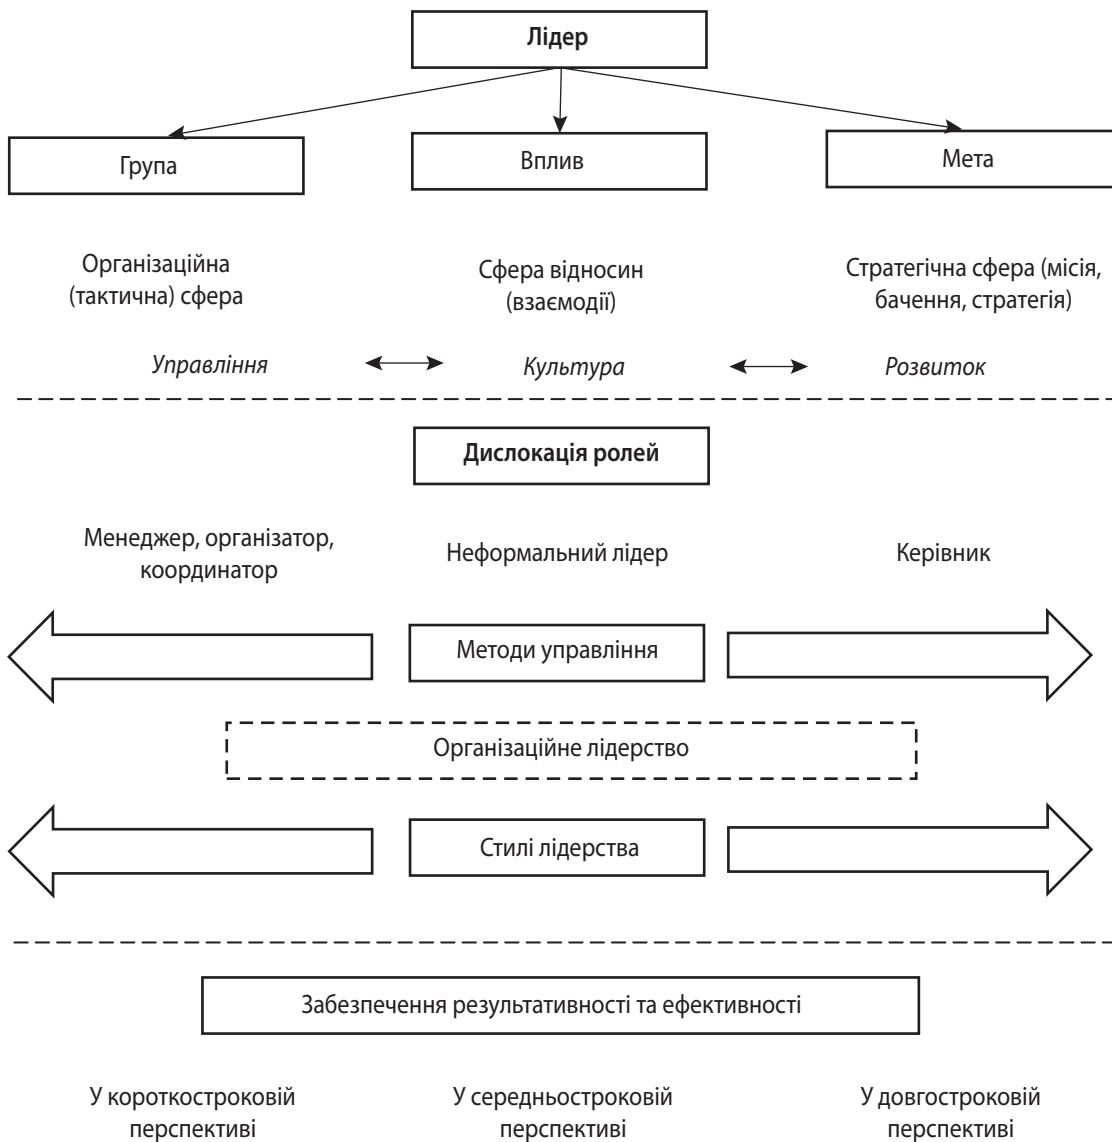 Лідер
Група
Вплив
Мета
Організаційна
(тактична) сфера
Сфера відносин
(взаємодії)
Стратегічна сфера (місія,
бачення, стратегія)
Управління
Культура
Розвиток
Дислокація ролей
Менеджер, організатор,
координатор
Неформальний лідер
Керівник
Методи управління
Організаційне лідерство
Стилі лідерства
Забезпечення результативності та ефективності
У короткостроковій
перспективі
У середньостроковій
перспективі
У довгостроковій
перспективі